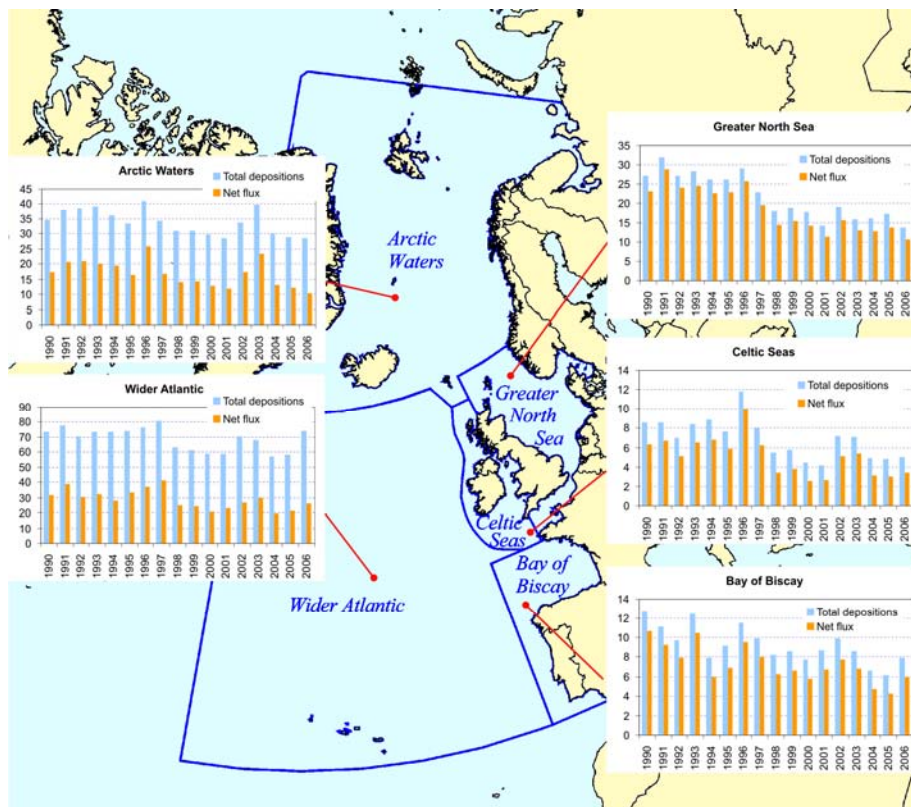 Arctic Waters
Total depositions
Net flux
45
40
35
30
25
20
15
10
5
0
1990 1991 1992 1993 1994 1995 1996 1997 1998 1999 2000 2001 2002 2003 2004 2005 2006
Wider Atlantic
Total depositions
Net flux
90
80
70
60
50
40
30
20
10
0
1990 1991 1992 1993 1994 1995 1996 1997 1998 1999 2000 2001 2002 2003 2004 2005 2006
Arctic
Waters
Greater
North
Sea
Celtic
Seas
Bay of
Biscay
Wider Atlantic
Greater North Sea
Total depositions
Net flux
35
30
25
20
15
10
5
0
1990 1991 1992 1993 1994 1995 1996 1997 1998 1999 2000 2001 2002 2003 2004 2005 2006
Celtic Seas
Total depositions
Net flux
14
12
10
8
6
4
2
0
1990 1991 1992 1993 1994 1995 1996 1997 1998 1999 2000 2001 2002 2003 2004 2005 2006
Bay of Biscay
Total depositions
Net flux
14
12
10
8
6
4
2
0
1990 1991 1992 1993 1994 1995 1996 1997 1998 1999 2000 2001 2002 2003 2004 2005 2006